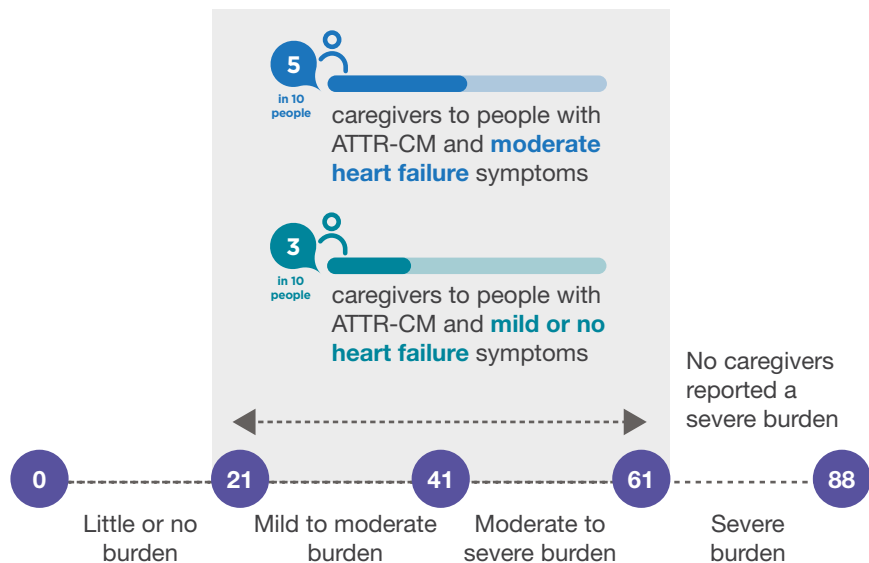 5
in 10
people
caregivers to people with
ATTR-CM and moderate
heart failure symptoms
3
in 10
people
caregivers to people with
ATTR-CM and mild or no
heart failure symptoms
No caregivers
reported a
severe burden
0
21
41
61
88
Little or no
burden
Mild to moderate
burden
Moderate to
severe burden
Severe
burden